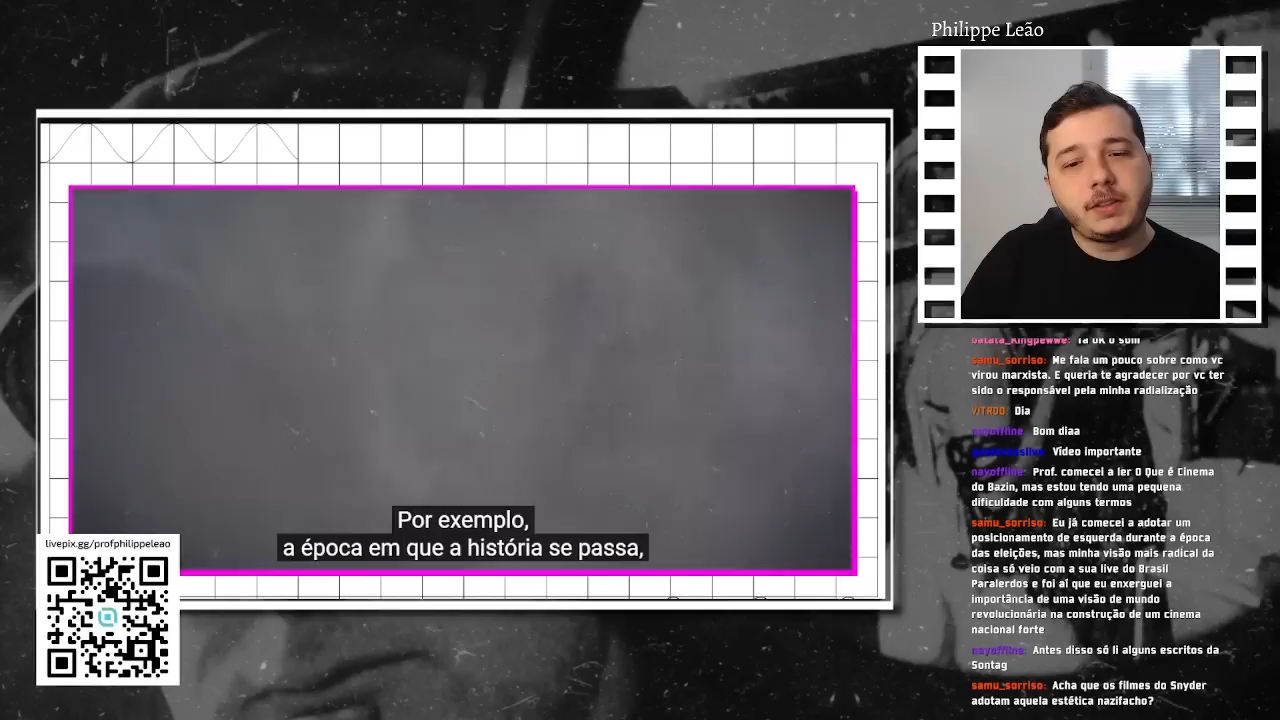 Philippe Leão
Por exemplo,
a época em que a história se passa,
livepix.gg/profphilippeleao
batata_kingpewwe: Tá ok o som
samu_sorriso: Me fala um pouco sobre como vc
virou marxista. E queria te agradecer por vc ter
sido o responsável pela minha radialização
Dia
nayoffline: Bom diaa
Vídeo importante
nayoffline: Prof. comecei a ler O Que é Cinema
do Bazin, mas estou tendo uma pequena
dificuldade com alguns termos
samu_sorriso: Eu já comecei a adotar um
posicionamento de esquerda durante a época
das eleições, mas minha visão mais radical da
coisa só veio com a sua live do Brasil
Paralerdos e foi aí que eu enxerguei a
importância de uma visão de mundo
revolucionária na construção de um cinema
nacional forte
nayoffline: Antes disso só li alguns escritos da
Sontag
samu_sorriso: Acha que os filmes do Snyder
adotam aquela estética nazifacho?